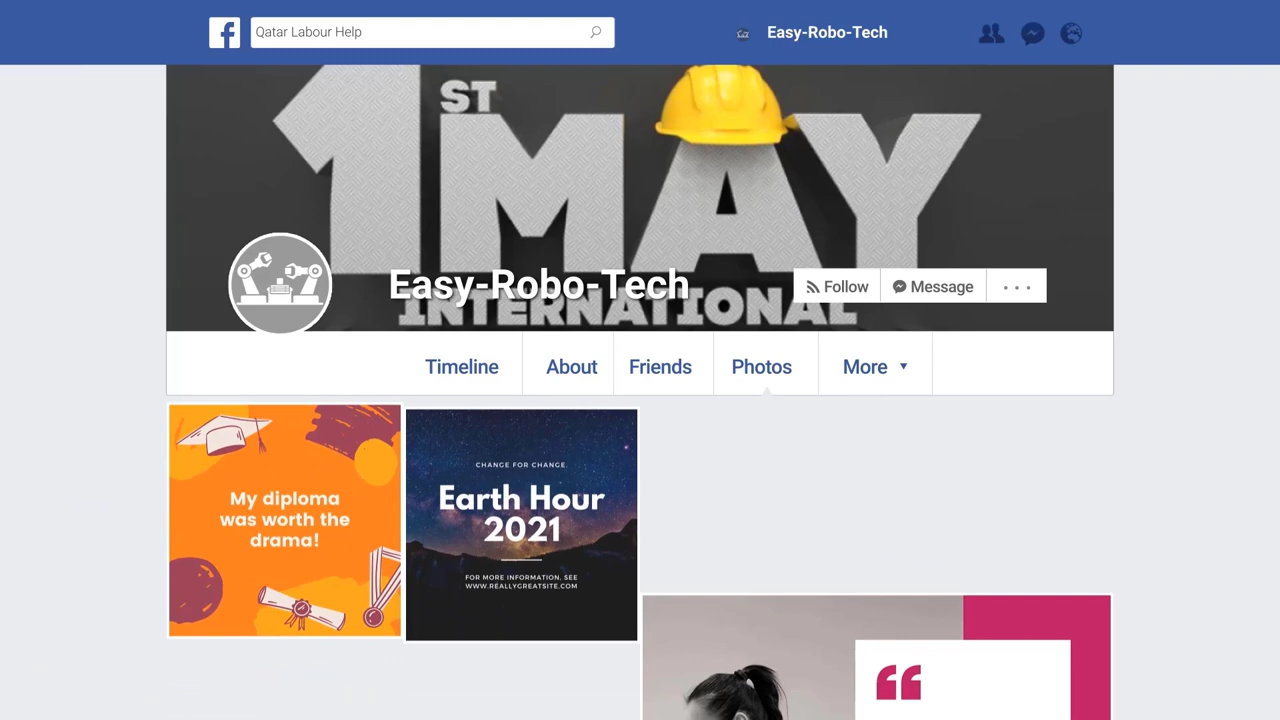 Qatar Labour Help
Easy-Robo-Tech
1ST
MAY
Easy-Robo-Tech
INTERNATIONAL
Follow
Message
Timeline
About
Friends
Photos
More
My diploma
was worth the
drama!
CHANGE FOR CHANGE.
Earth Hour
2021
FOR MORE INFORMATION, SEE
WWW.REALLYGREATSITE.COM